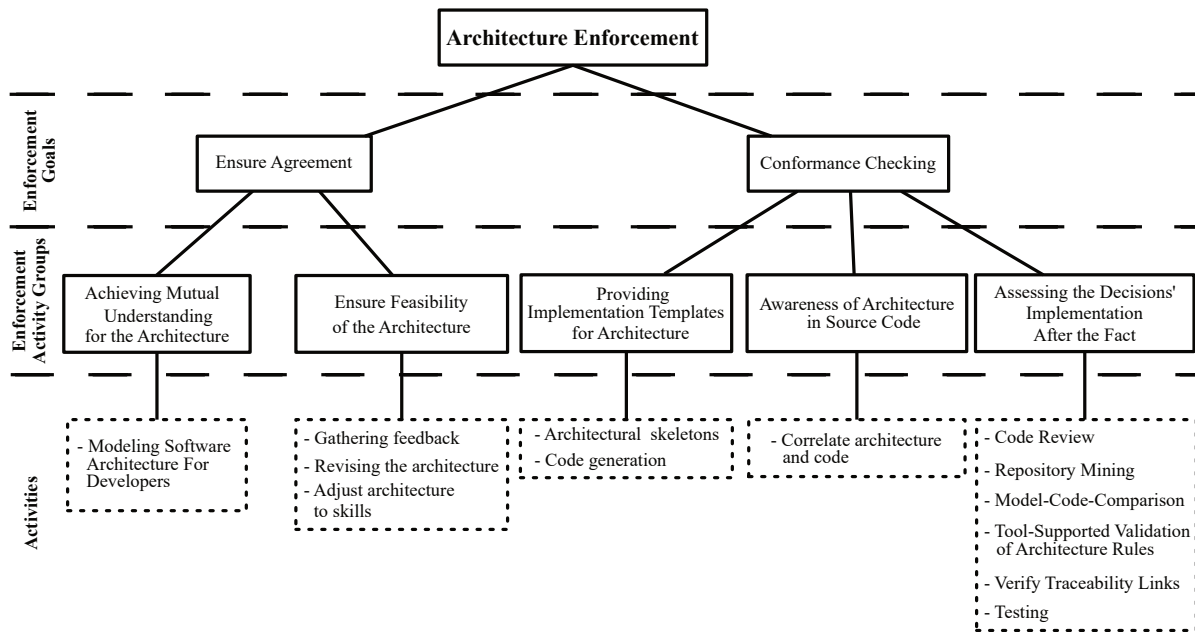 Architecture Enforcement
Enforcement
Goals
Ensure Agreement
Conformance Checking
Enforcement
Activity Groups
Achieving Mutual
Understanding
for the Architecture
Ensure Feasibility
of the Architecture
Providing
Implementation Templates
for Architecture
Awareness of Architecture
in Source Code
Assessing the Decisions'
Implementation
After the Fact
Activities
- Modeling Software
Architecture For
Developers
- Gathering feedback
- Revising the architecture
- Adjust architecture
to skills
- Architectural skeletons
- Code generation
- Correlate architecture
and code
- Code Review
- Repository Mining
- Model-Code-Comparison
- Tool-Supported Validation
of Architecture Rules
- Verify Traceability Links
- Testing